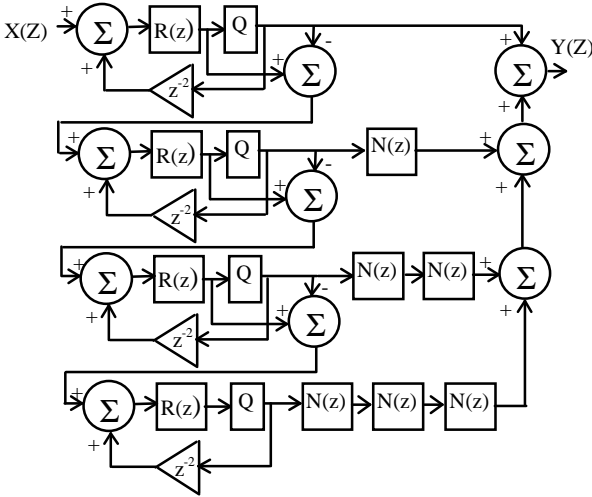 X(Z) + Σ R(z) Q - + Σ + Y(Z)
+ z-2 + Σ
+
+ Σ R(z) Q - N(z) + Σ
+ z-2 + Σ +
+ Σ R(z) Q - N(z) N(z) + Σ
+ z-2 + Σ +
+ Σ R(z) Q N(z) N(z) N(z)
+ z-2